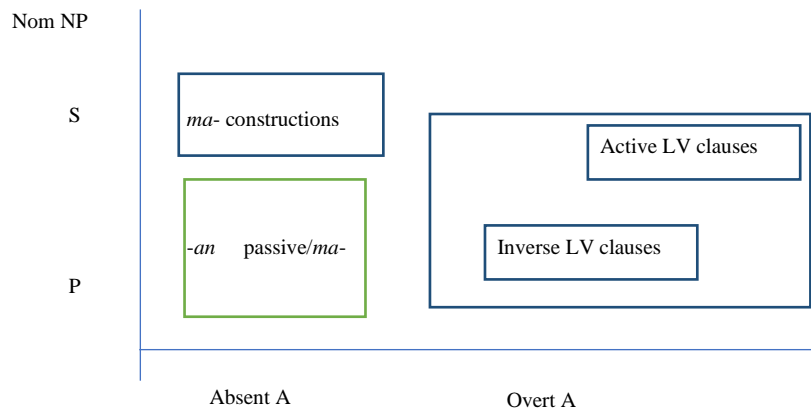 Nom NP
S
ma- constructions
Active LV clauses
-an passive/ma-
Inverse LV clauses
P
Absent A
Overt A